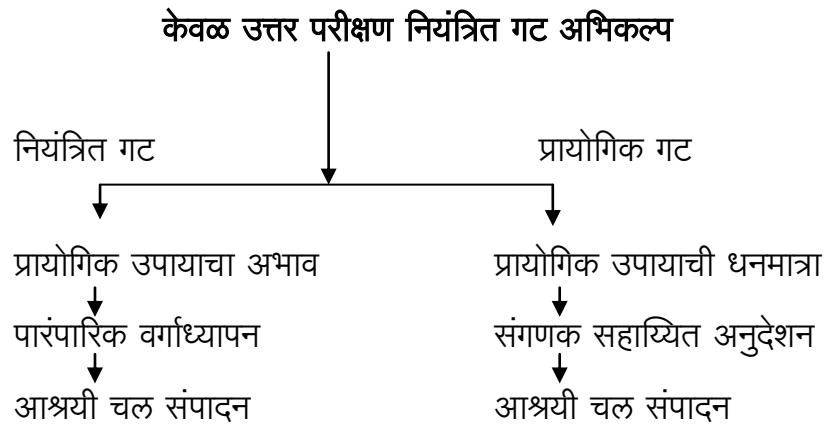 केवळ उत्तर परीक्षण नियंत्रित गट अभिकल्प
नियंत्रित गट
प्रायोगिक गट
प्रायोगिक उपायाचा अभाव
प्रायोगिक उपायाची धनमात्रा
पारंपारिक वर्गाध्यापन
संगणक सहाय्यित अनुदेशन
आश्रयी चल संपादन
आश्रयी चल संपादन